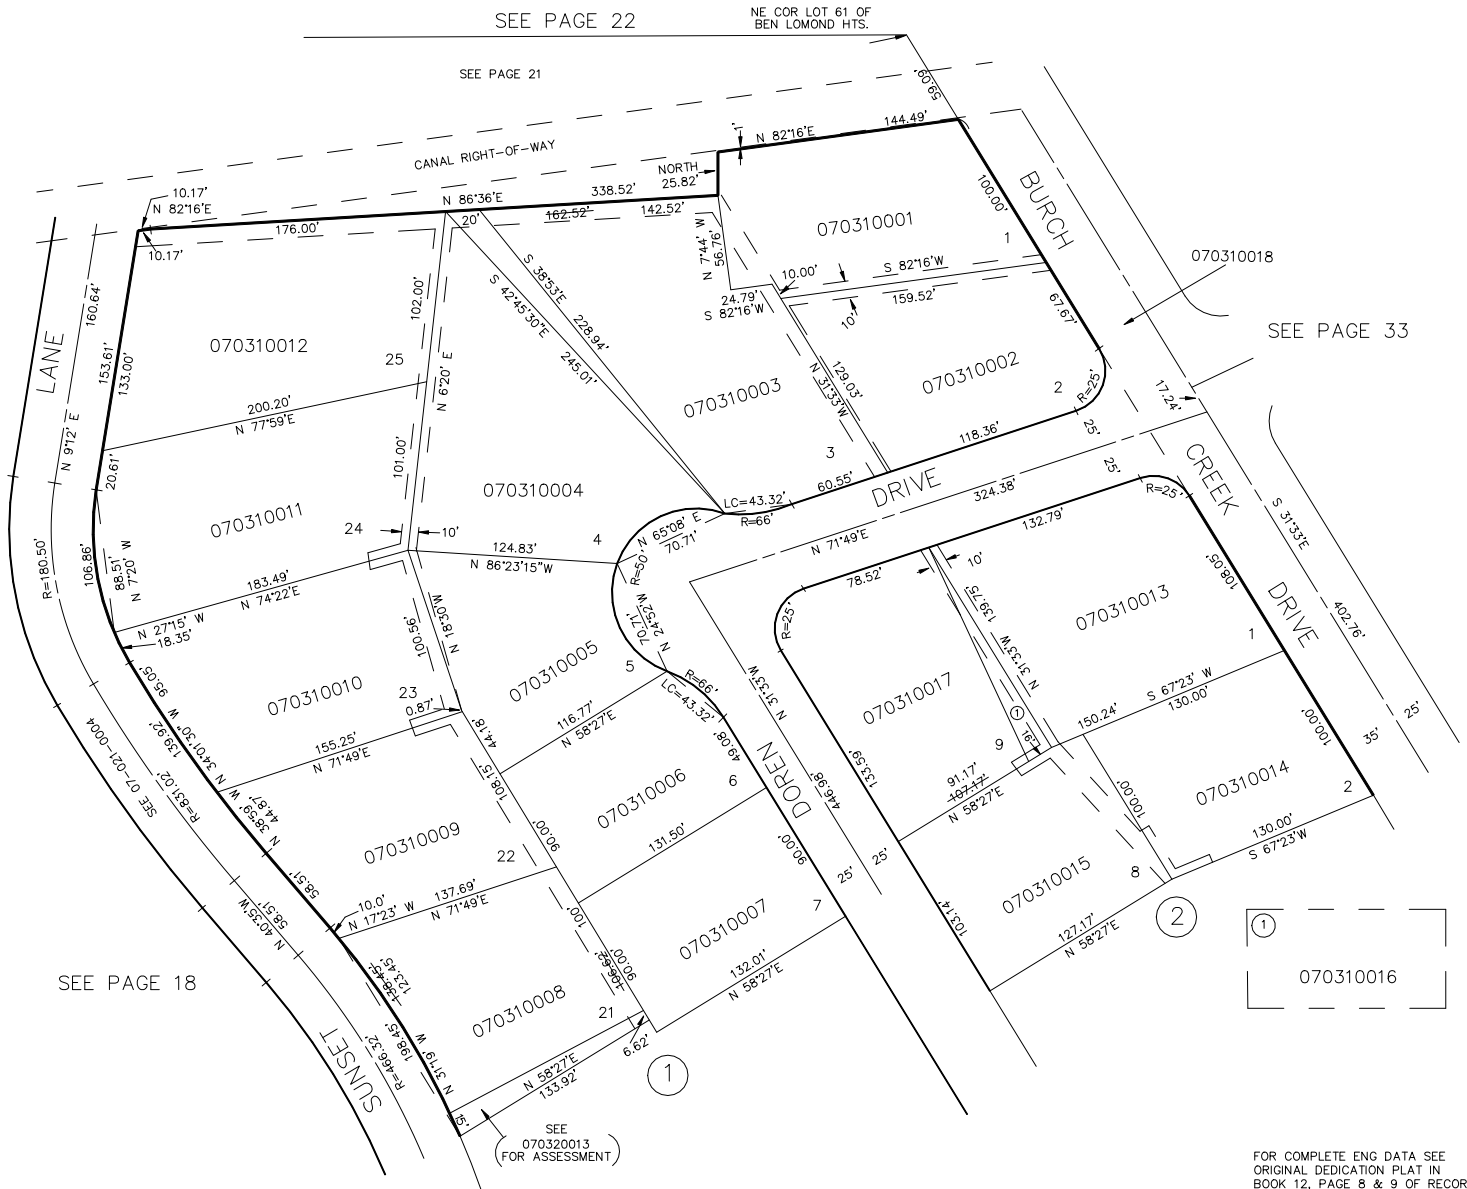 SEE PAGE 22
NE COR LOT 61 OF
BEN LOMOND HTS.
SEE PAGE 21
59.09'
CANAL RIGHT-OF-WAY
10.17'
N 82°16'E
10.17'
176.00'
N 86°36'E
20'
338.52'
162.52'
142.52'
NORTH
25.82'
1'
N 82°16'E
144.49'
070310001
1
100.00'
BURCH
070310018
SEE PAGE 33
N 7°44' W
56.76'
10.00'
24.79'
S 82°16'W
S 82°16'W
159.52'
10'
67.67'
070310002
2
R=25'
17.24'
N 31°33'W
129.03'
118.36'
25'
070310003
3
S 38°53'E
228.94'
S 42°45'30"E
245.01'
LANE
160.64'
N 9°12' E
153.61'
133.00'
070310012
25
102.00'
N 6°20' E
200.20'
N 77°59'E
20.61'
101.00'
070310011
24
10'
070310004
4
124.83'
N 86°23'15"W
LC=43.32'
R=66'
60.55'
DRIVE
324.38'
N 71°49'E
25'
R=25'
132.79'
CREEK
S 31°33'E
N 65°08' E
70.71'
R=50'
N 24°52'W
70.71'
R=180.50'
106.86'
88.51'
N 7°20' W
183.49'
N 74°22'E
N 27°15' W
18.35'
95.05'
100.56'
N 18°30'W
070310010
23
0.87'
070310005
5
R=66'
LC=43.32'
116.77'
N 58°27'E
44.18'
108.15'
155.25'
N 71°49'E
139.92'
N 34°01'30" W
SEE 07-021-0004
R=831.02'
N 38°59' W
44.87'
070310009
22
137.69'
N 71°49'E
10.0'
N 17°23' W
58.51'
N 40°35'W
58.51'
90.00'
070310006
6
49.08'
131.50'
070310007
7
90.00'
132.01'
N 58°27'E
100'
106.62'
90.00'
070310008
21
6.62'
138.45'
123.45'
N 31°19' W
198.45'
R=466.32'
SUNSET
N 58°27'E
133.92'
15'
SEE
070320013
FOR ASSESSMENT
1
SEE PAGE 18
N 31°33'W
446.98'
DOREN
25'
25'
R=25'
78.52'
10'
139.75'
N 31°33'W
070310017
9
1
.91'
133.59'
91.17'
107.17'
N 58°27'E
070310013
1
108.05'
DRIVE
402.76'
S 67°23' W
130.00'
150.24'
100.00'
100.00'
070310014
2
130.00'
S 67°23'W
35'
25'
070310015
8
103.14'
127.17'
N 58°27'E
2
1
070310016
FOR COMPLETE ENG DATA SEE
ORIGINAL DEDICATION PLAT IN
BOOK 12, PAGE 8 & 9 OF RECOR